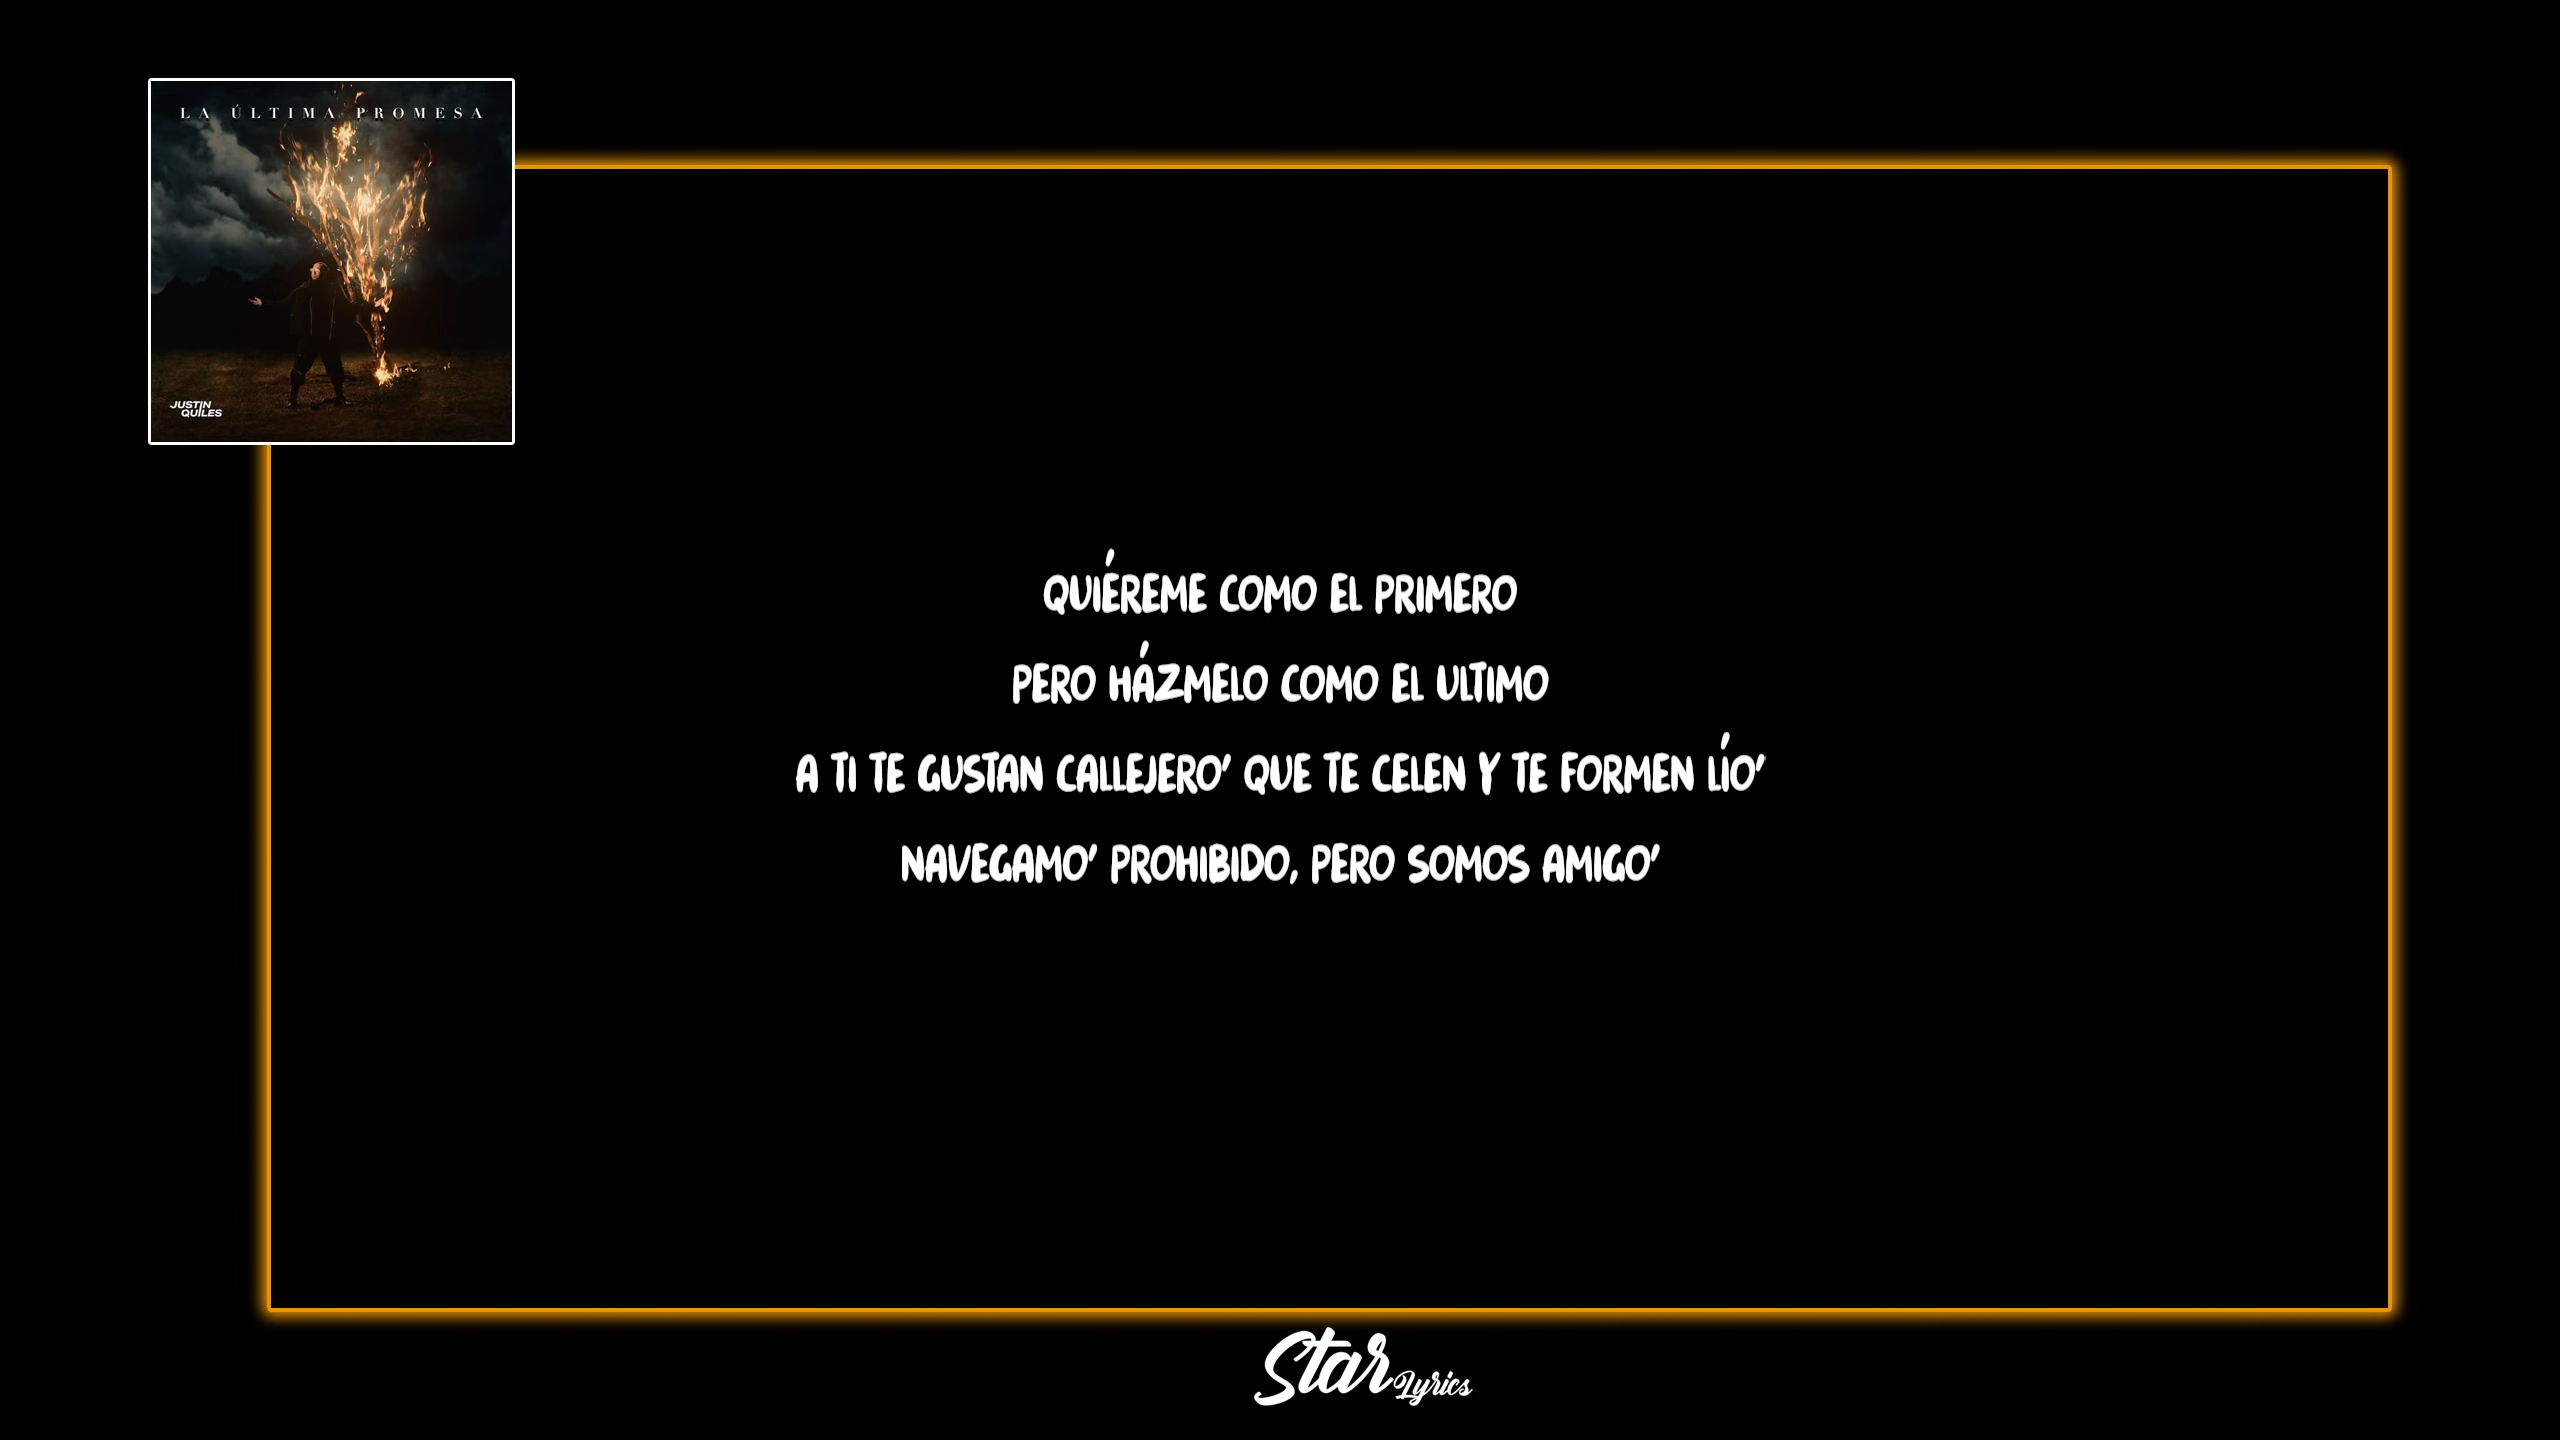 LA ÚLTIMA PROMESA
JUSTIN
QUILES
QUIÉREME COMO EL PRIMERO
PERO HÁZMELO COMO EL ULTIMO
A TI TE GUSTAN CALLEJERO' QUE TE CELEN Y TE FORMEN LÍO'
NAVEGAMO' PROHIBIDO, PERO SOMOS AMIGO'
Star Lyrics